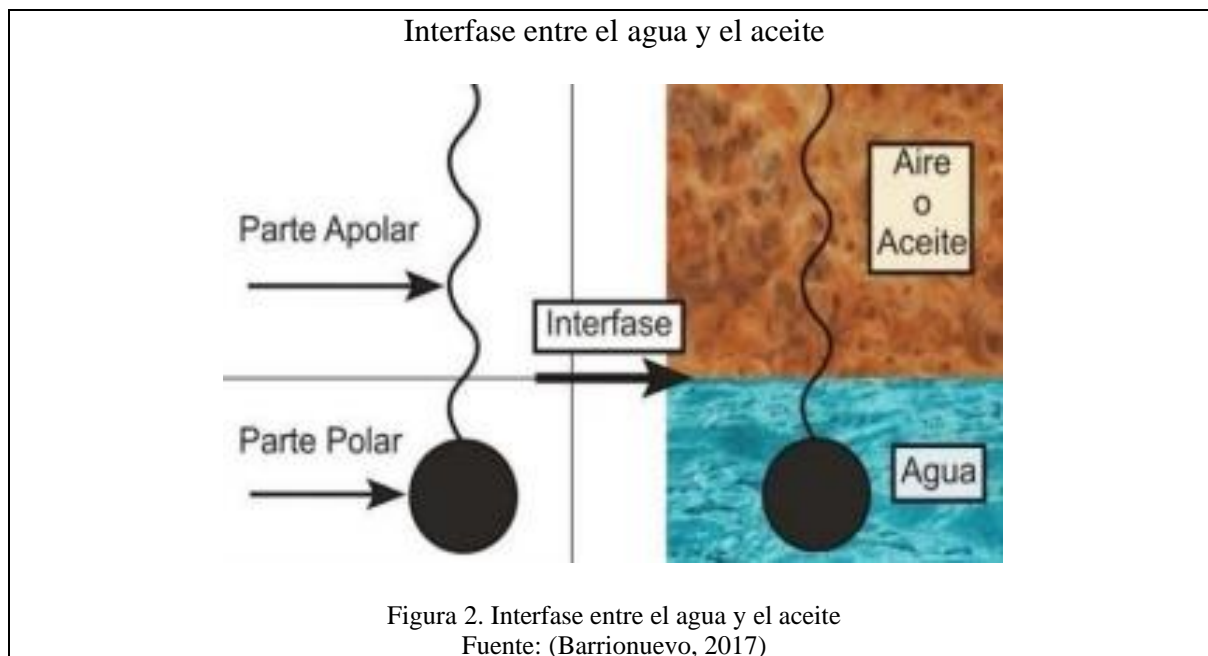 Interfase entre el agua y el aceite
Parte Apolar
Interfase
Aire
o
Aceite
Parte Polar
Agua
Figura 2. Interfase entre el agua y el aceite
Fuente: (Barrionuevo, 2017)